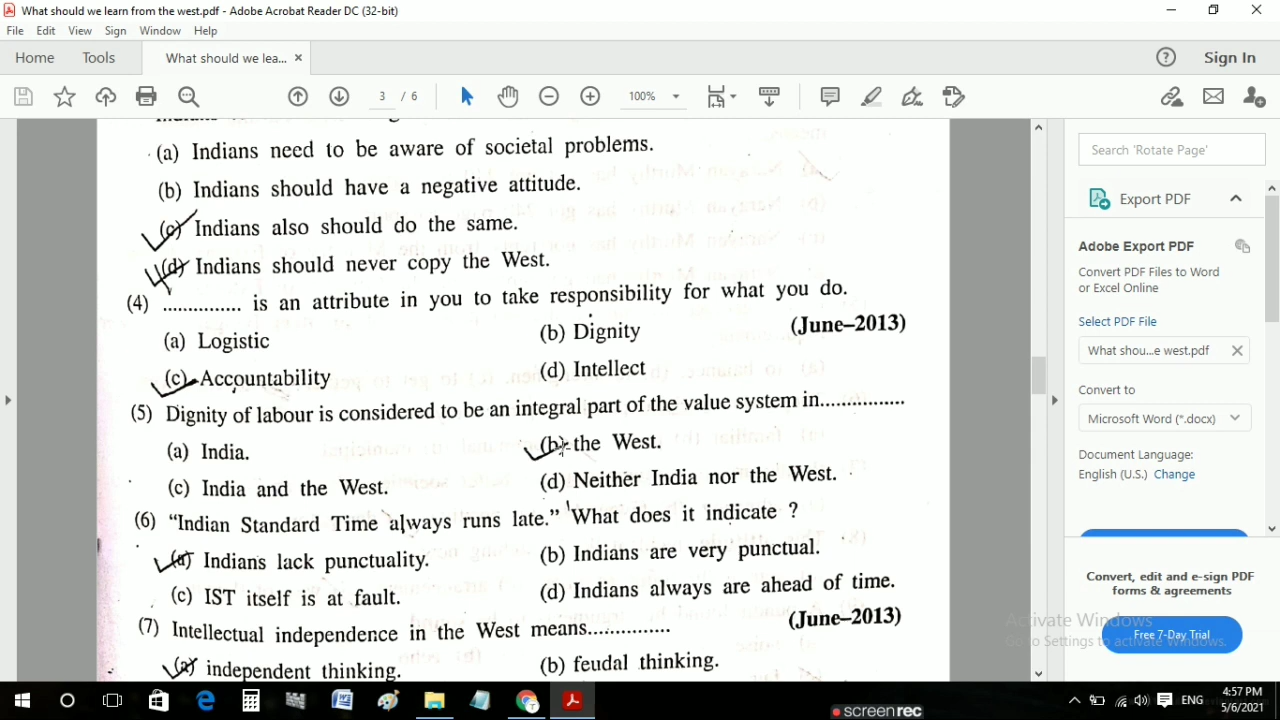 What should we learn from the west.pdf - Adobe Acrobat Reader DC (32-bit)
File Edit View Sign Window Help
Home Tools What should we lea... × Sign In
3 / 6 100%
(a) Indians need to be aware of societal problems.
(b) Indians should have a negative attitude.
(c) Indians also should do the same.
(d) Indians should never copy the West.
(4) ............... is an attribute in you to take responsibility for what you do.
(a) Logistic (b) Dignity (June–2013)
(c) Accountability (d) Intellect
(5) Dignity of labour is considered to be an integral part of the value system in................
(a) India. (b) the West.
(c) India and the West. (d) Neither India nor the West.
(6) “Indian Standard Time always runs late.” What does it indicate ?
(a) Indians lack punctuality. (b) Indians are very punctual.
(c) IST itself is at fault. (d) Indians always are ahead of time.
(7) Intellectual independence in the West means............... (June–2013)
(a) independent thinking. (b) feudal thinking.
Search 'Rotate Page'
Export PDF
Adobe Export PDF
Convert PDF Files to Word
or Excel Online
Select PDF File
What shou...e west.pdf
Convert to
Microsoft Word (*.docx)
Document Language:
English (U.S.) Change
Convert, edit and e-sign PDF
forms & agreements
Free 7-Day Trial
Activate Windows
Go to Settings to activate Windows.
ENG
4:57 PM
5/6/2021
screenrec